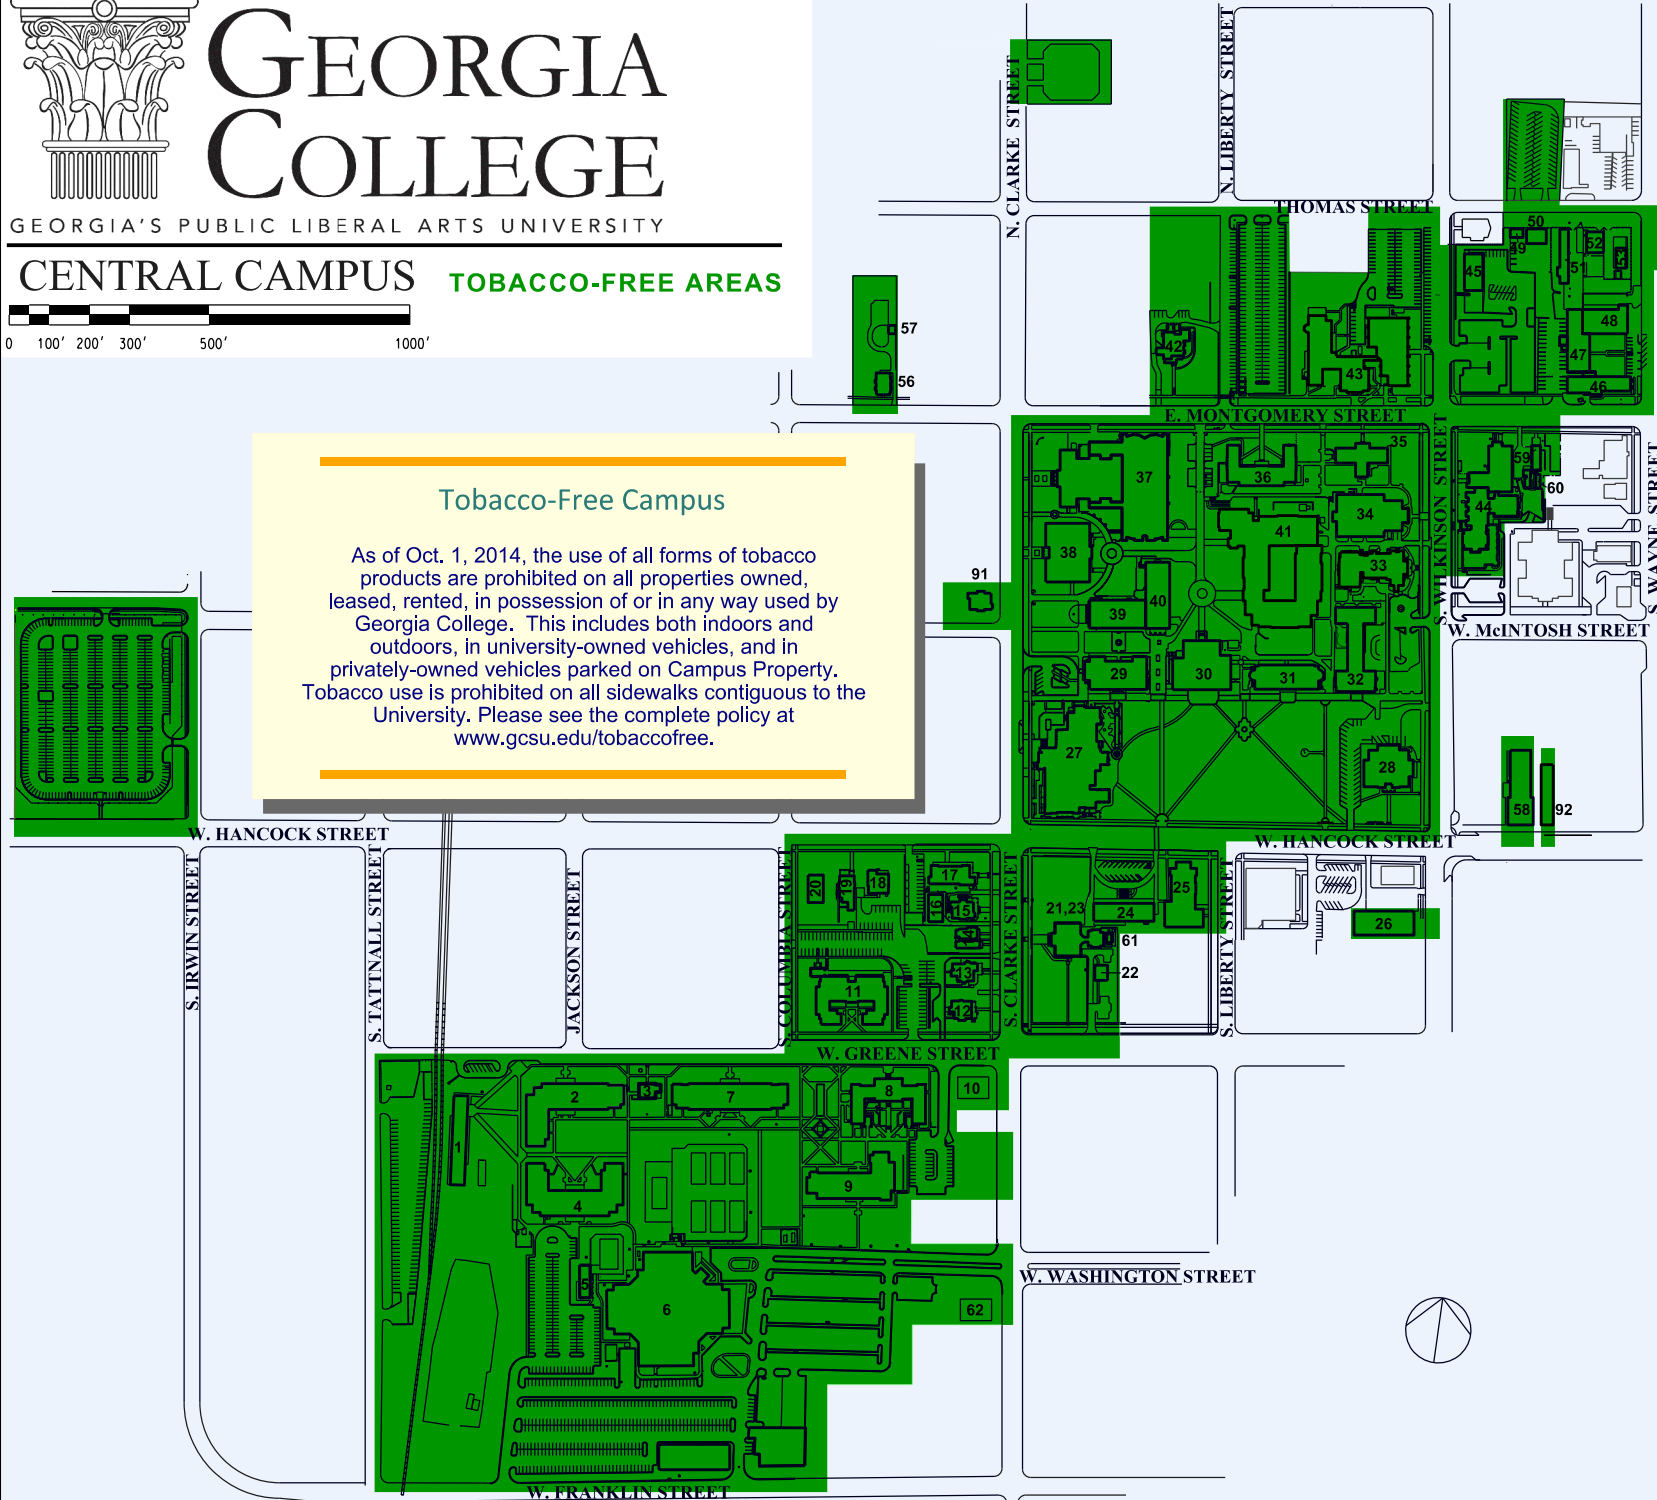 GEORGIA
COLLEGE
GEORGIA'S PUBLIC LIBERAL ARTS UNIVERSITY
CENTRAL CAMPUS
TOBACCO-FREE AREAS
0 100' 200' 300' 500' 1000'
Tobacco-Free Campus
As of Oct. 1, 2014, the use of all forms of tobacco
products are prohibited on all properties owned,
leased, rented, in possession of or in any way used by
Georgia College. This includes both indoors and
outdoors, in university-owned vehicles, and in
privately-owned vehicles parked on Campus Property.
Tobacco use is prohibited on all sidewalks contiguous to the
University. Please see the complete policy at
www.gcsu.edu/tobaccofree.
N. CLARKE STREET
N. LIBERTY STREET
THOMAS STREET
50
49
52
51
53
45
48
47
46
42
43
57
56
E. MONTGOMERY STREET
S. WILKINSON STREET
S. WAYNE STREET
35
37
36
34
41
38
33
40
39
59
60
44
91
W. McINTOSH STREET
29
30
31
32
27
28
58
92
W. HANCOCK STREET
W. HANCOCK STREET
S. IRWIN STREET
S. TATTNALL STREET
JACKSON STREET
S. COLUMBIA STREET
S. CLARKE STREET
S. LIBERTY STREET
20
19
18
17
16
15
14
13
12
11
21,23
24
25
61
22
26
W. GREENE STREET
1
2
3
7
8
10
4
9
5
6
62
W. WASHINGTON STREET
W. FRANKLIN STREET